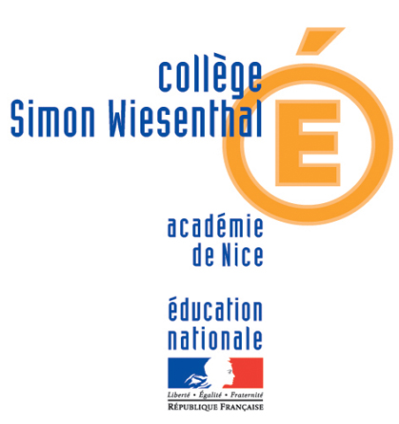 collège
Simon Wiesenthal
É
académie
de Nice
éducation
nationale
Liberté • Égalité • Fraternité
RÉPUBLIQUE FRANÇAISE